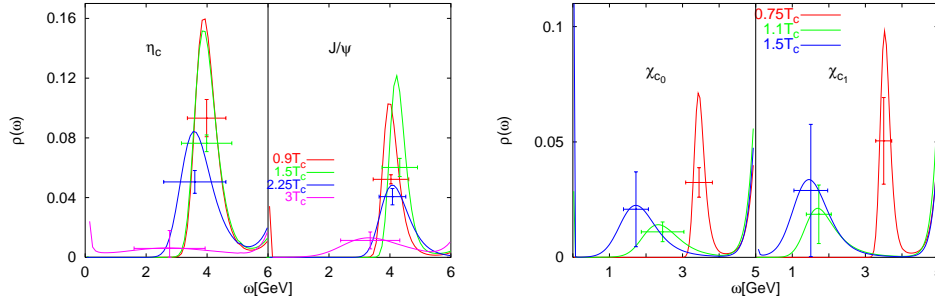 0.16
0.12
0.08
0.04
0
ρ(ω)
η_c
J/ψ
0.9T_c
1.5T_c
2.25T_c
3T_c
0 2 4 6 2 4 6
ω[GeV]
0.1
0.05
0
ρ(ω)
0.75T_c
1.1T_c
1.5T_c
χ_c0
χ_c1
1 3 5 1 3
ω[GeV]